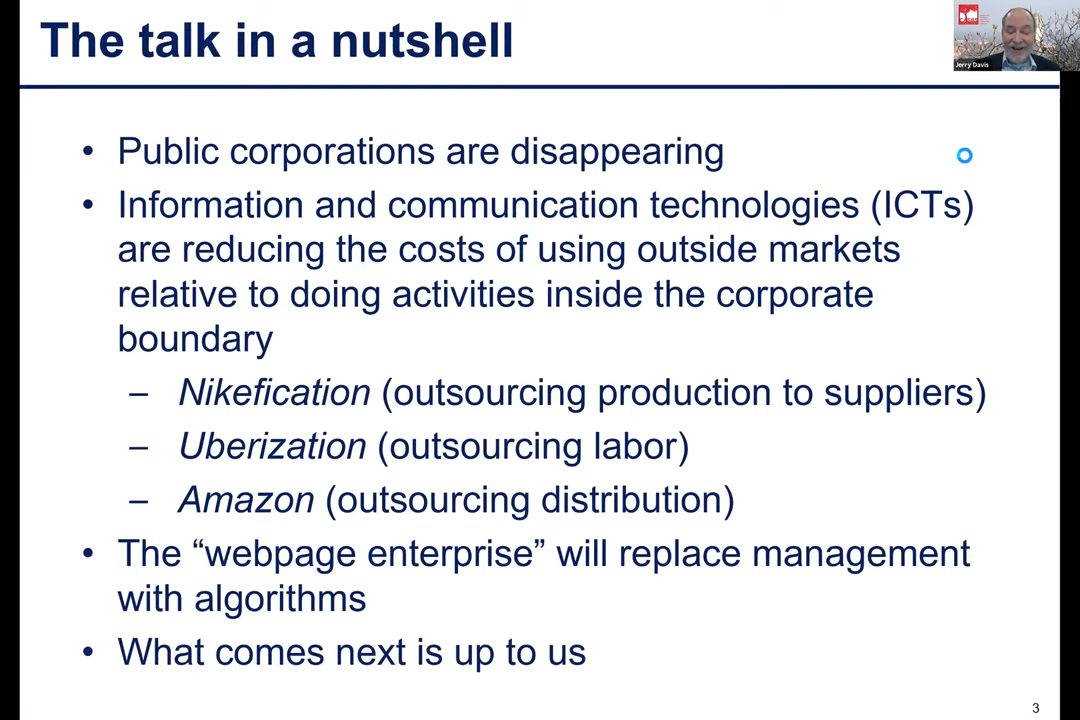 The talk in a nutshell
Jerry Davis
• Public corporations are disappearing
• Information and communication technologies (ICTs)
are reducing the costs of using outside markets
relative to doing activities inside the corporate
boundary
– Nikefication (outsourcing production to suppliers)
– Uberization (outsourcing labor)
– Amazon (outsourcing distribution)
• The “webpage enterprise” will replace management
with algorithms
• What comes next is up to us
3